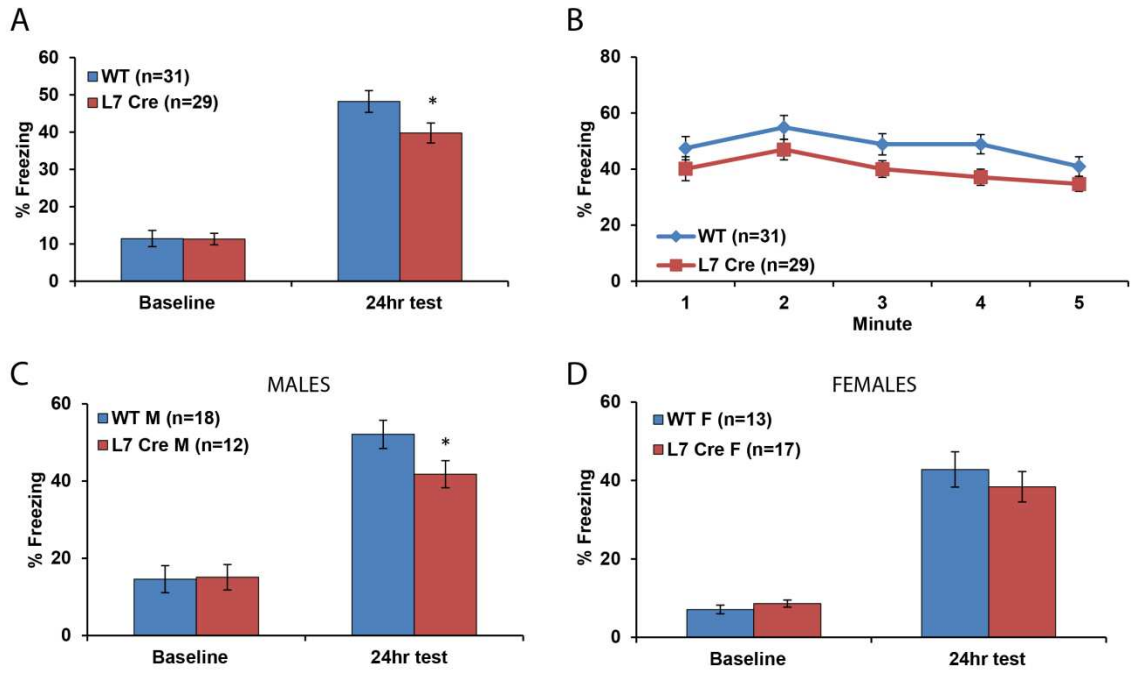 A
% Freezing
60
50
40
30
20
10
0
WT (n=31)
L7 Cre (n=29)
*
Baseline
24hr test
B
% Freezing
80
60
40
20
0
WT (n=31)
L7 Cre (n=29)
1
2
3
4
5
Minute
C
MALES
% Freezing
60
40
20
0
WT M (n=18)
L7 Cre M (n=12)
*
Baseline
24hr test
D
FEMALES
% Freezing
60
40
20
0
WT F (n=13)
L7 Cre F (n=17)
Baseline
24hr test